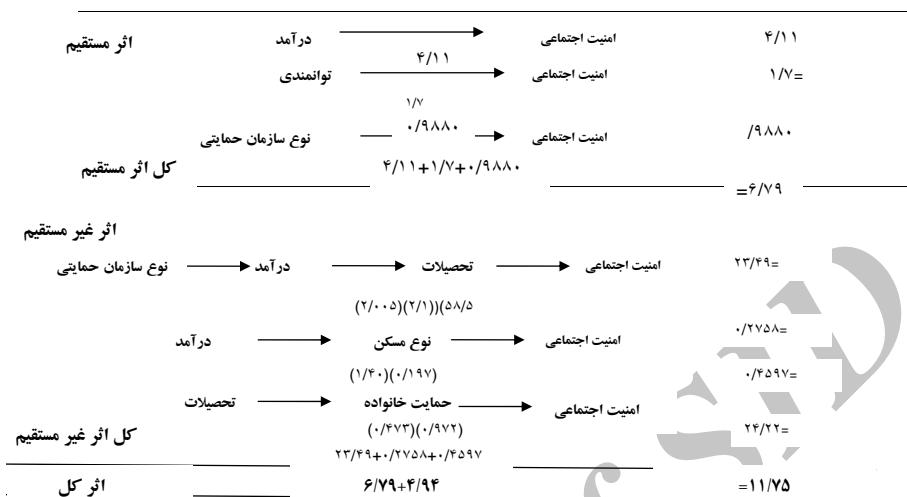 اثر مستقیم درآمد امنیت اجتماعی ۴/۱۱
۴/۱۱
توانمندی امنیت اجتماعی ۱/۷=
۱/۷
نوع سازمان حمایتی ۰/۹۸۸۰ امنیت اجتماعی /۹۸۸۰
کل اثر مستقیم ۴/۱۱+۱/۷+۰/۹۸۸۰
=۶/۷۹
اثر غیر مستقیم
نوع سازمان حمایتی درآمد تحصیلات امنیت اجتماعی ۲۳/۴۹=
(۲/۰۰۵)(۲/۱))(۵۸/۵
درآمد نوع مسکن امنیت اجتماعی ۰/۲۷۵۸=
(۱/۴۰)(۰/۱۹۷) ۰/۴۵۹۷=
تحصیلات حمایت خانواده امنیت اجتماعی
(۰/۴۷۳)(۰/۹۷۲) ۲۴/۲۲=
کل اثر غیر مستقیم ۲۳/۴۹+۰/۲۷۵۸+۰/۴۵۹۷
اثر کل ۶/۷۹+۴/۹۴ =۱۱/۷۵